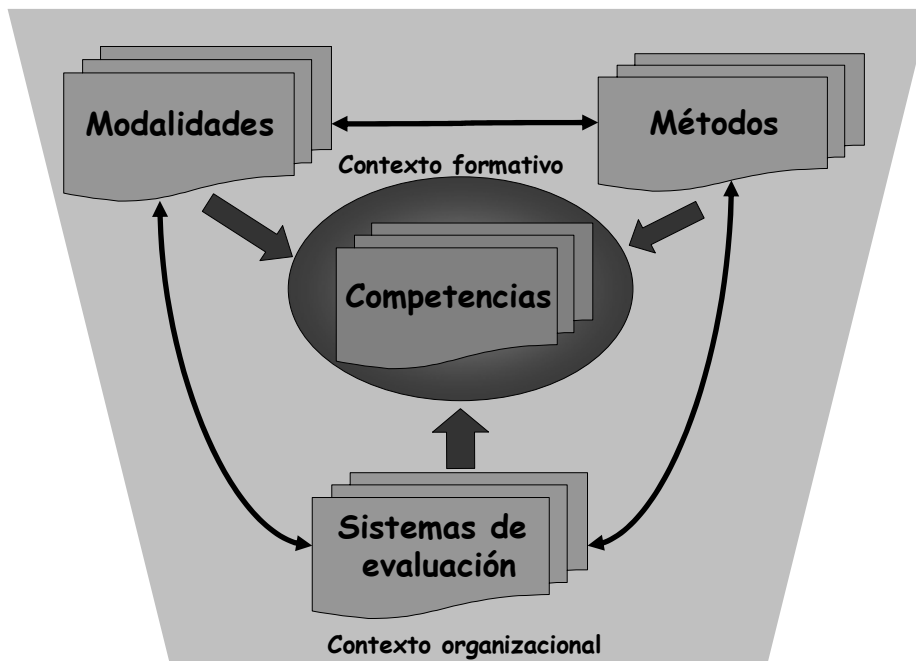 Modalidades
Métodos
Contexto formativo
Competencias
Sistemas de
evaluación
Contexto organizacional